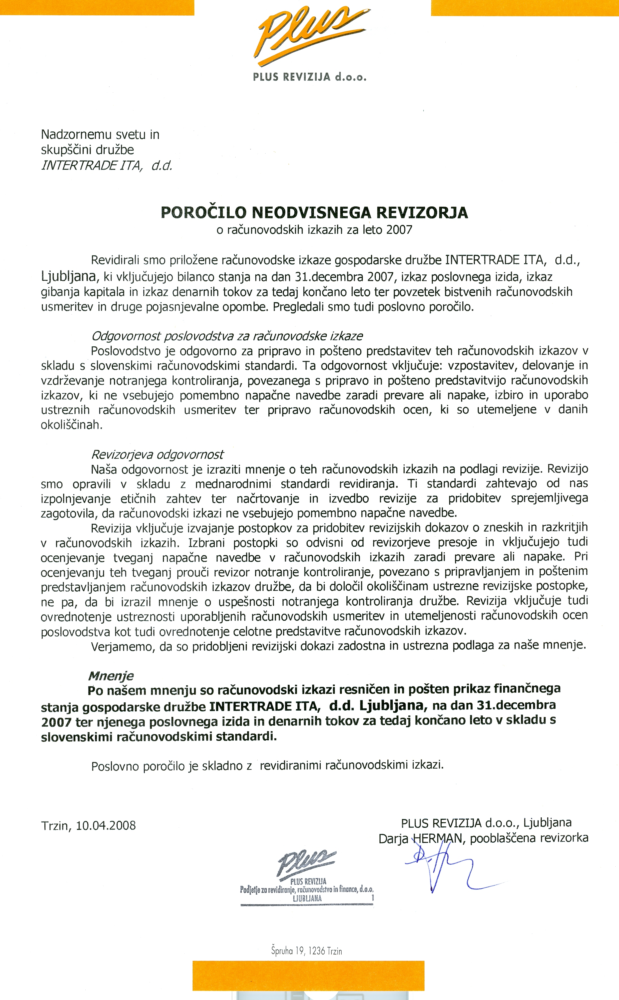 Plus
PLUS REVIZIJA d.o.o.
Nadzornemu svetu in
skupščini družbe
INTERTRADE ITA, d.d.
POROČILO NEODVISNEGA REVIZORJA
o računovodskih izkazih za leto 2007
Revidirali smo priložene računovodske izkaze gospodarske družbe INTERTRADE ITA, d.d.,
Ljubljana, ki vključujejo bilanco stanja na dan 31.decembra 2007, izkaz poslovnega izida, izkaz
gibanja kapitala in izkaz denarnih tokov za tedaj končano leto ter povzetek bistvenih računovodskih
usmeritev in druge pojasnjevalne opombe. Pregledali smo tudi poslovno poročilo.
Odgovornost poslovodstva za računovodske izkaze
Poslovodstvo je odgovorno za pripravo in pošteno predstavitev teh računovodskih izkazov v
skladu s slovenskimi računovodskimi standardi. Ta odgovornost vključuje: vzpostavitev, delovanje in
vzdrževanje notranjega kontroliranja, povezanega s pripravo in pošteno predstavitvijo računovodskih
izkazov, ki ne vsebujejo pomembno napačne navedbe zaradi prevare ali napake, izbiro in uporabo
ustreznih računovodskih usmeritev ter pripravo računovodskih ocen, ki so utemeljene v danih
okoliščinah.
Revizorjeva odgovornost
Naša odgovornost je izraziti mnenje o teh računovodskih izkazih na podlagi revizije. Revizijo
smo opravili v skladu z mednarodnimi standardi revidiranja. Ti standardi zahtevajo od nas
izpolnjevanje etičnih zahtev ter načrtovanje in izvedbo revizije za pridobitev sprejemljivega
zagotovila, da računovodski izkazi ne vsebujejo pomembno napačne navedbe.
Revizija vključuje izvajanje postopkov za pridobitev revizijskih dokazov o zneskih in razkritjih
v računovodskih izkazih. Izbrani postopki so odvisni od revizorjeve presoje in vključujejo tudi
ocenjevanje tveganj napačne navedbe v računovodskih izkazih zaradi prevare ali napake. Pri
ocenjevanju teh tveganj prouči revizor notranje kontroliranje, povezano s pripravljanjem in poštenim
predstavljanjem računovodskih izkazov družbe, da bi določil okoliščinam ustrezne revizijske postopke,
ne pa, da bi izrazil mnenje o uspešnosti notranjega kontroliranja družbe. Revizija vključuje tudi
ovrednotenje ustreznosti uporabljenih računovodskih usmeritev in utemeljenosti računovodskih ocen
poslovodstva kot tudi ovrednotenje celotne predstavitve računovodskih izkazov.
Verjamemo, da so pridobljeni revizijski dokazi zadostna in ustrezna podlaga za naše mnenje.
Mnenje
Po našem mnenju so računovodski izkazi resničen in pošten prikaz finančnega
stanja gospodarske družbe INTERTRADE ITA, d.d. Ljubljana, na dan 31.decembra
2007 ter njenega poslovnega izida in denarnih tokov za tedaj končano leto v skladu s
slovenskimi računovodskimi standardi.
Poslovno poročilo je skladno z revidiranimi računovodskimi izkazi.
Trzin, 10.04.2008
PLUS REVIZIJA d.o.o., Ljubljana
Darja HERMAN, pooblaščena revizorka
Plus
PLUS REVIZIJA
Podjetje za revidiranje, računovodstvo in finance, d.o.o.
LJUBLJANA 1
Špruha 19, 1236 Trzin